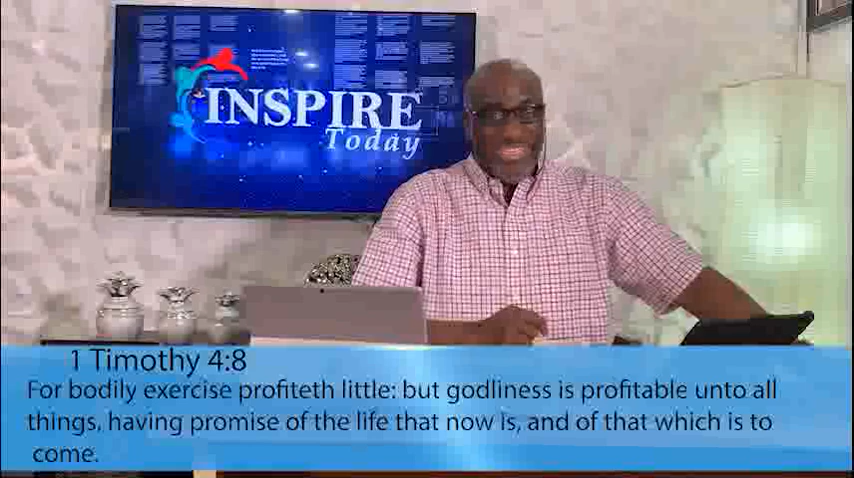 INSPIRE
Today
1 Timothy 4:8
For bodily exercise profiteth little: but godliness is profitable unto all
things, having promise of the life that now is, and of that which is to
come.